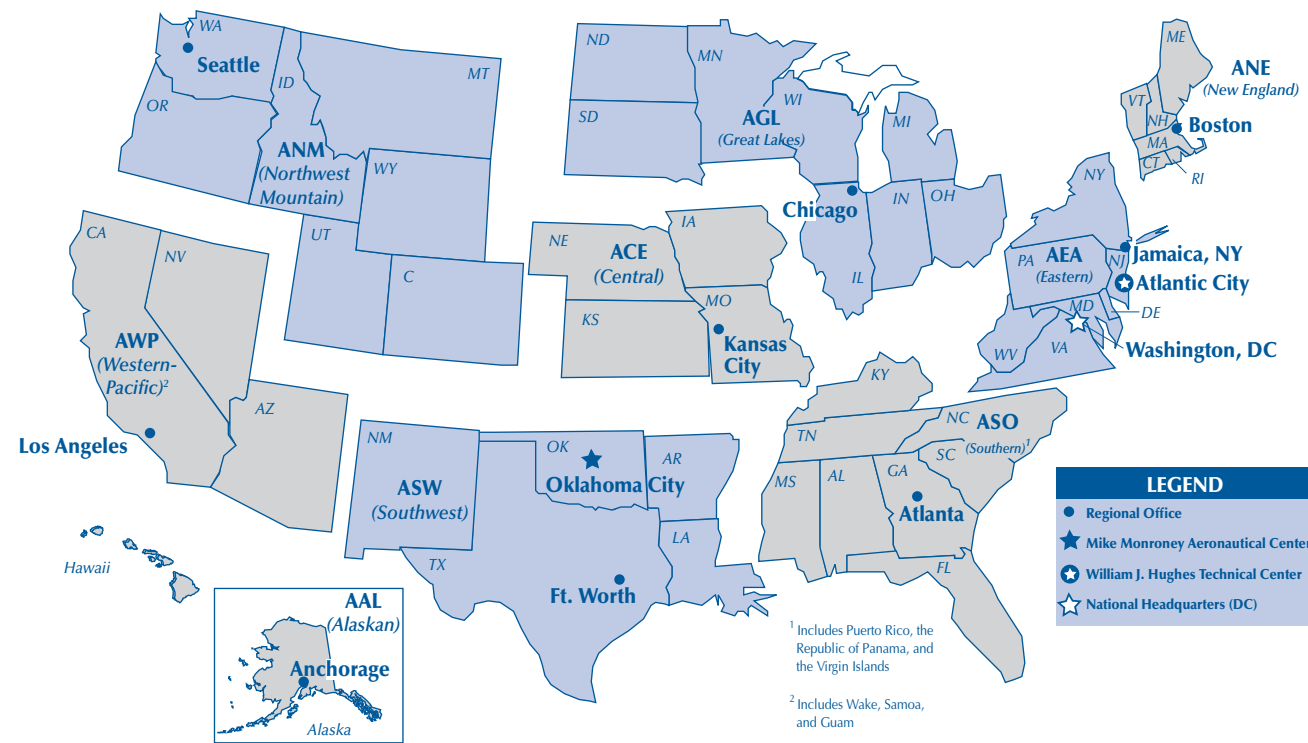 WA
Seattle
OR
ID
MT
ANM
(Northwest
Mountain)
WY
UT
C
ND
SD
MN
WI
AGL
(Great Lakes)
MI
Chicago
IL
IN
OH
ME
ANE
(New England)
VT
NH
Boston
MA
CT
RI
NY
Jamaica, NY
PA
AEA
(Eastern)
NJ
Atlantic City
MD
DE
WV
VA
Washington, DC
CA
NV
AWP
(Western-
Pacific)2
AZ
Los Angeles
NE
ACE
(Central)
IA
KS
MO
Kansas
City
KY
TN
NC
ASO
(Southern)1
SC
MS
AL
GA
Atlanta
FL
NM
ASW
(Southwest)
OK
Oklahoma City
AR
TX
LA
Ft. Worth
Hawaii
AAL
(Alaskan)
Anchorage
Alaska
1 Includes Puerto Rico, the
Republic of Panama, and
the Virgin Islands
2 Includes Wake, Samoa,
and Guam
LEGEND
Regional Office
Mike Monroney Aeronautical Center
William J. Hughes Technical Center
National Headquarters (DC)